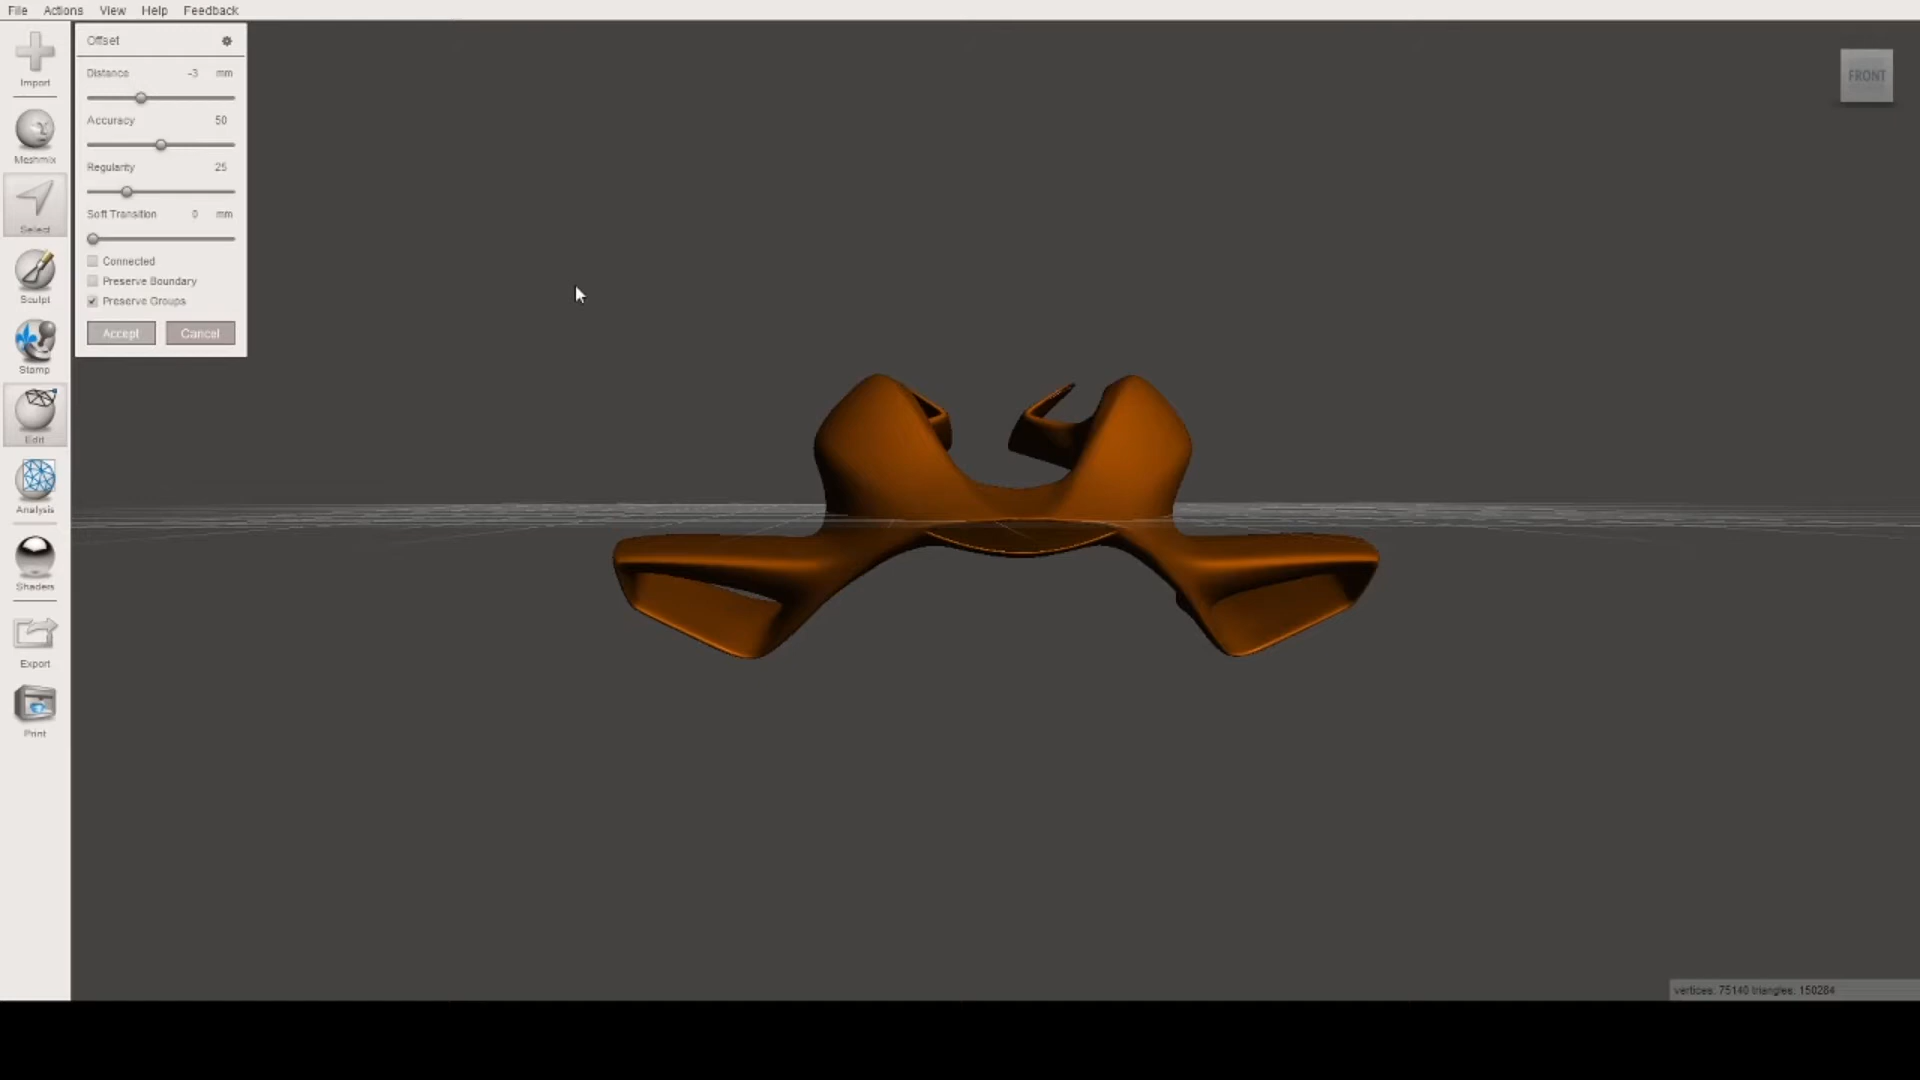 File Actions View Help Feedback
Import
Meshmix
Select
Sculpt
Stamp
Edit
Analysis
Shaders
Export
Print
Offset
Distance -3 mm
Accuracy 50
Regularity 25
Soft Transition 0 mm
Connected
Preserve Boundary
Preserve Groups
Accept Cancel
FRONT
vertices: 75140 triangles: 150284